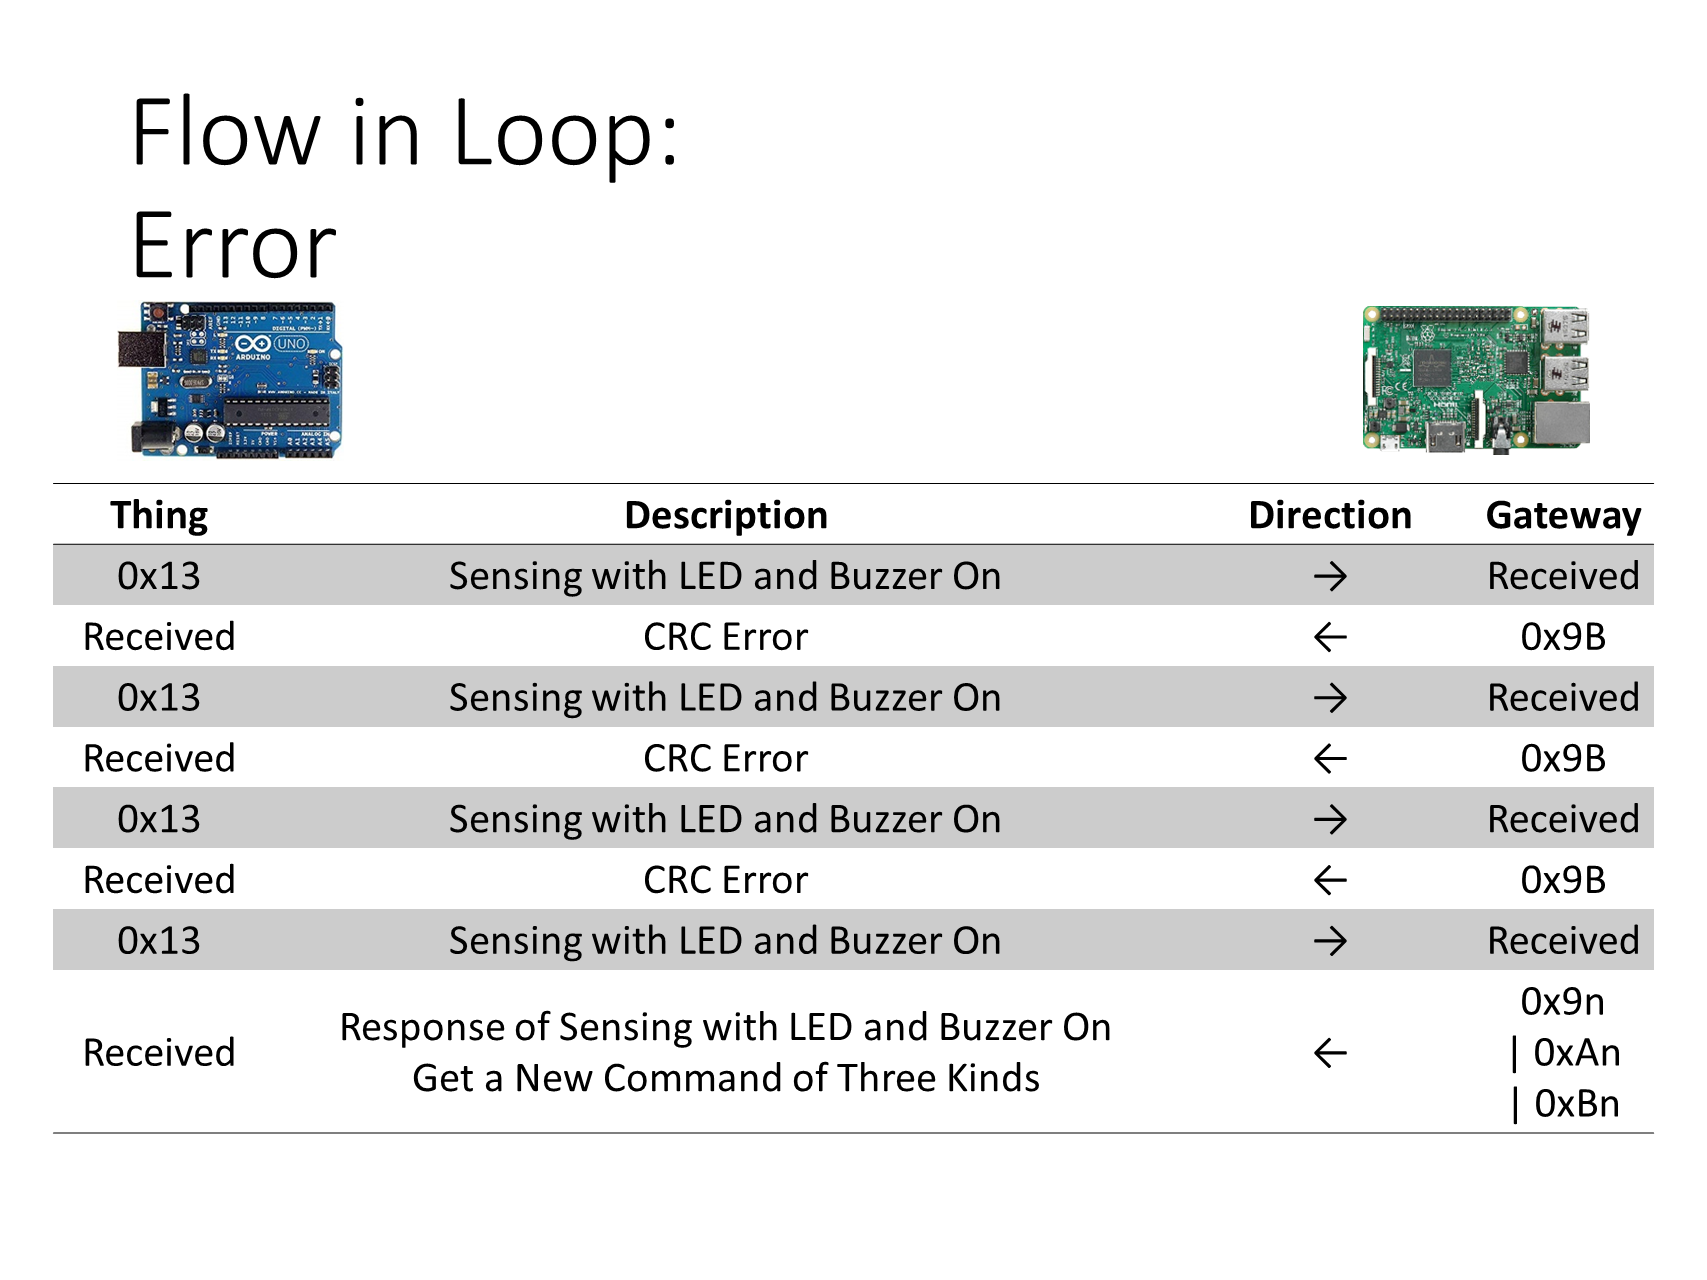 Flow in Loop:
Error
UNO
ARDUINO
Thing Description Direction Gateway
0x13 Sensing with LED and Buzzer On → Received
Received CRC Error ← 0x9B
0x13 Sensing with LED and Buzzer On → Received
Received CRC Error ← 0x9B
0x13 Sensing with LED and Buzzer On → Received
Received CRC Error ← 0x9B
0x13 Sensing with LED and Buzzer On → Received
Received Response of Sensing with LED and Buzzer On ← 0x9n
Get a New Command of Three Kinds | 0xAn
| 0xBn